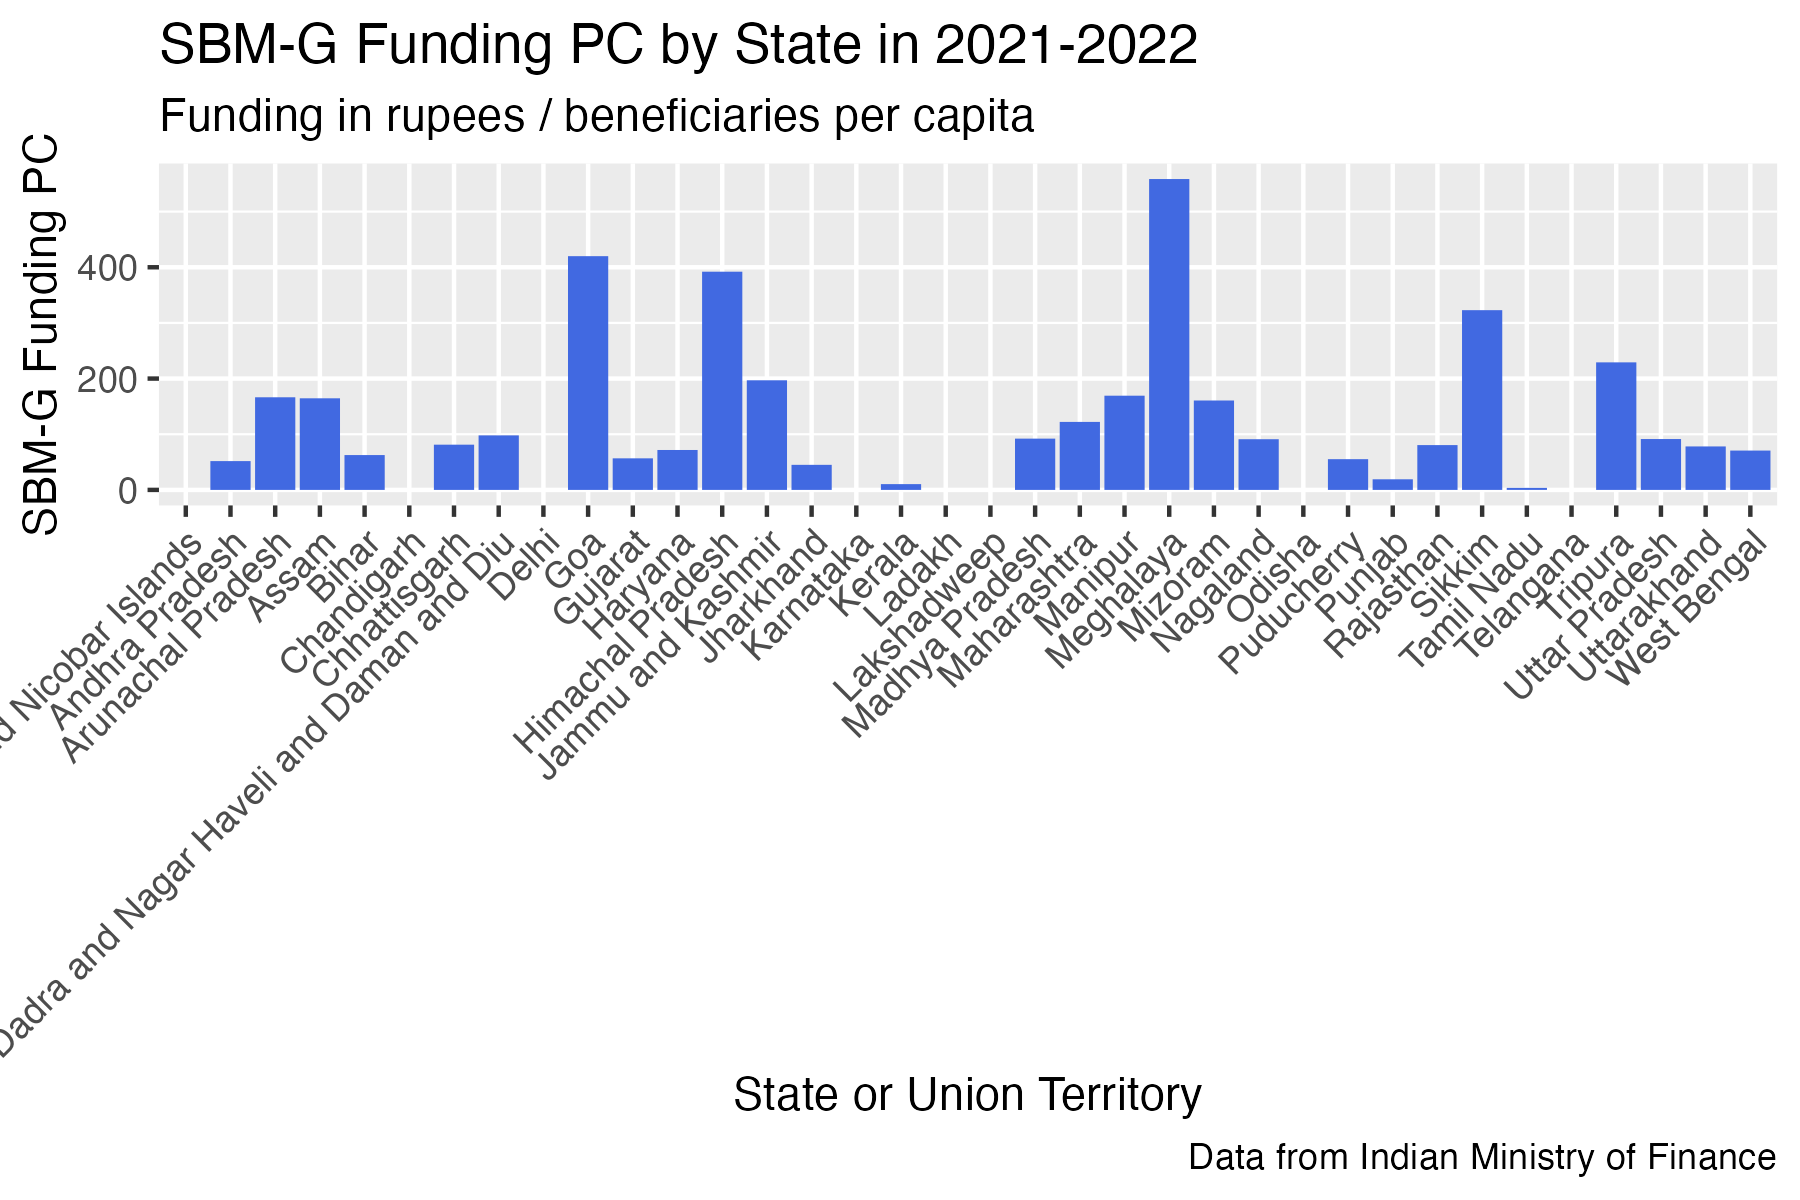 SBM-G Funding PC by State in 2021-2022
Funding in rupees / beneficiaries per capita
SBM-G Funding PC
400
200
0
Nicobar Islands
Andhra Pradesh
Arunachal Pradesh
Assam
Bihar
Chandigarh
Chhattisgarh
Dadra and Nagar Haveli and Daman and Diu
Delhi
Goa
Gujarat
Haryana
Himachal Pradesh
Jammu and Kashmir
Jharkhand
Karnataka
Kerala
Ladakh
Lakshadweep
Madhya Pradesh
Maharashtra
Manipur
Meghalaya
Mizoram
Nagaland
Odisha
Puducherry
Punjab
Rajasthan
Sikkim
Tamil Nadu
Telangana
Tripura
Uttar Pradesh
Uttarakhand
West Bengal
State or Union Territory
Data from Indian Ministry of Finance